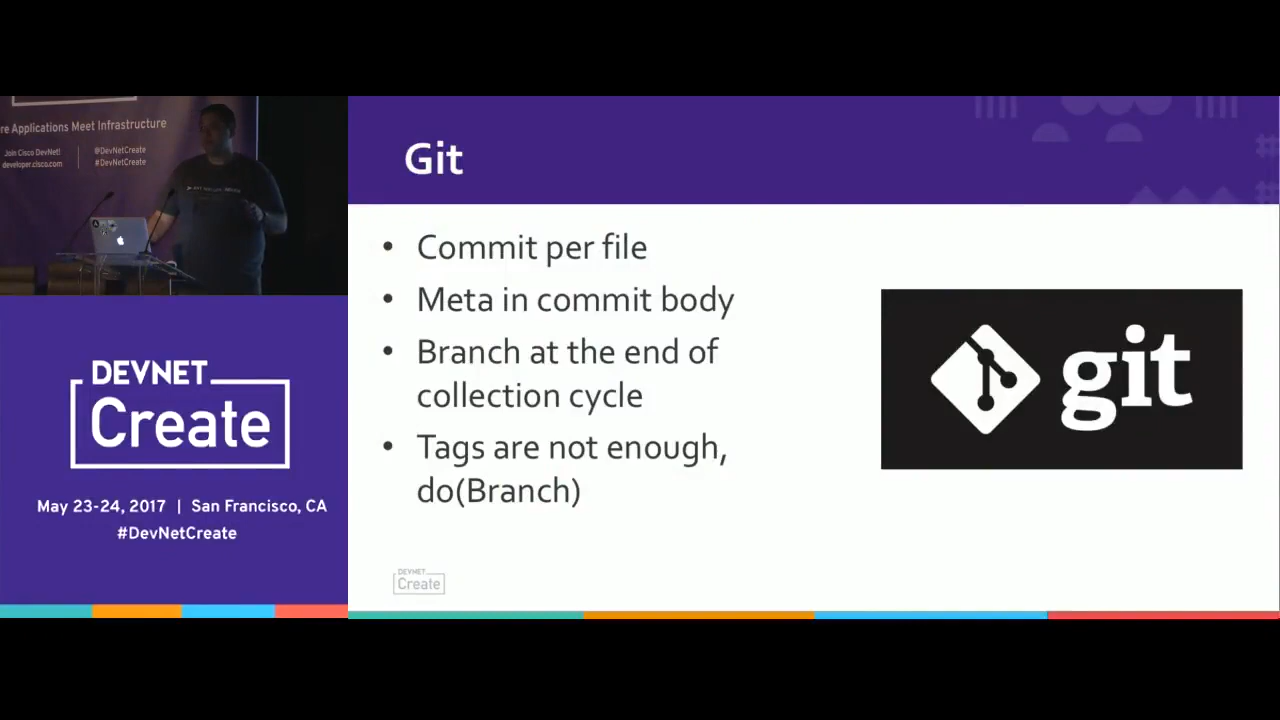 re Applications Meet Infrastructure
Join Cisco DevNet!
developer.cisco.com
@DevNetCreate
#DevNetCreate
DEVNET
Create
May 23-24, 2017 | San Francisco, CA
#DevNetCreate
Git
• Commit per file
• Meta in commit body
• Branch at the end of
collection cycle
• Tags are not enough,
do(Branch)
git
DEVNET
Create